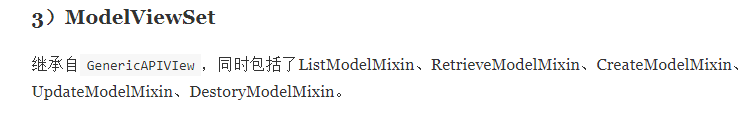 3）ModelViewSet
继承自 GenericAPIVIew ，同时包括了ListModelMixin、RetrieveModelMixin、CreateModelMixin、
UpdateModelMixin、DestoryModelMixin。